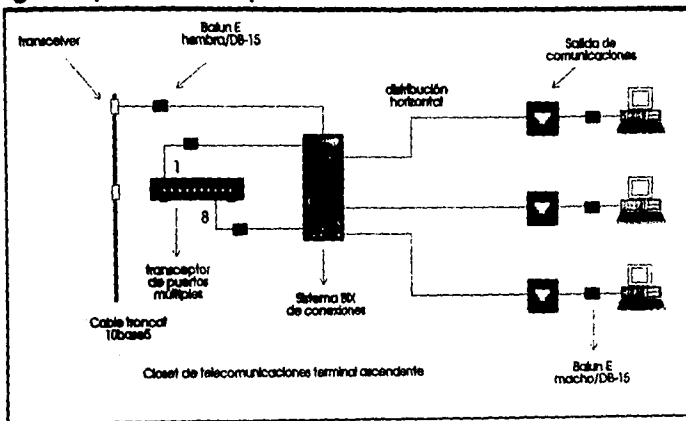 transceiver
Balun E
hembra/DB-15
Salida de
comunicaciones
distribución
horizontal
1
8
transceptor
de puertos
múltiples
Sistema BIX
de conexiones
Cable troncal
10base5
Balun E
macho/DB-15
Closet de telecomunicaciones terminal ascendente